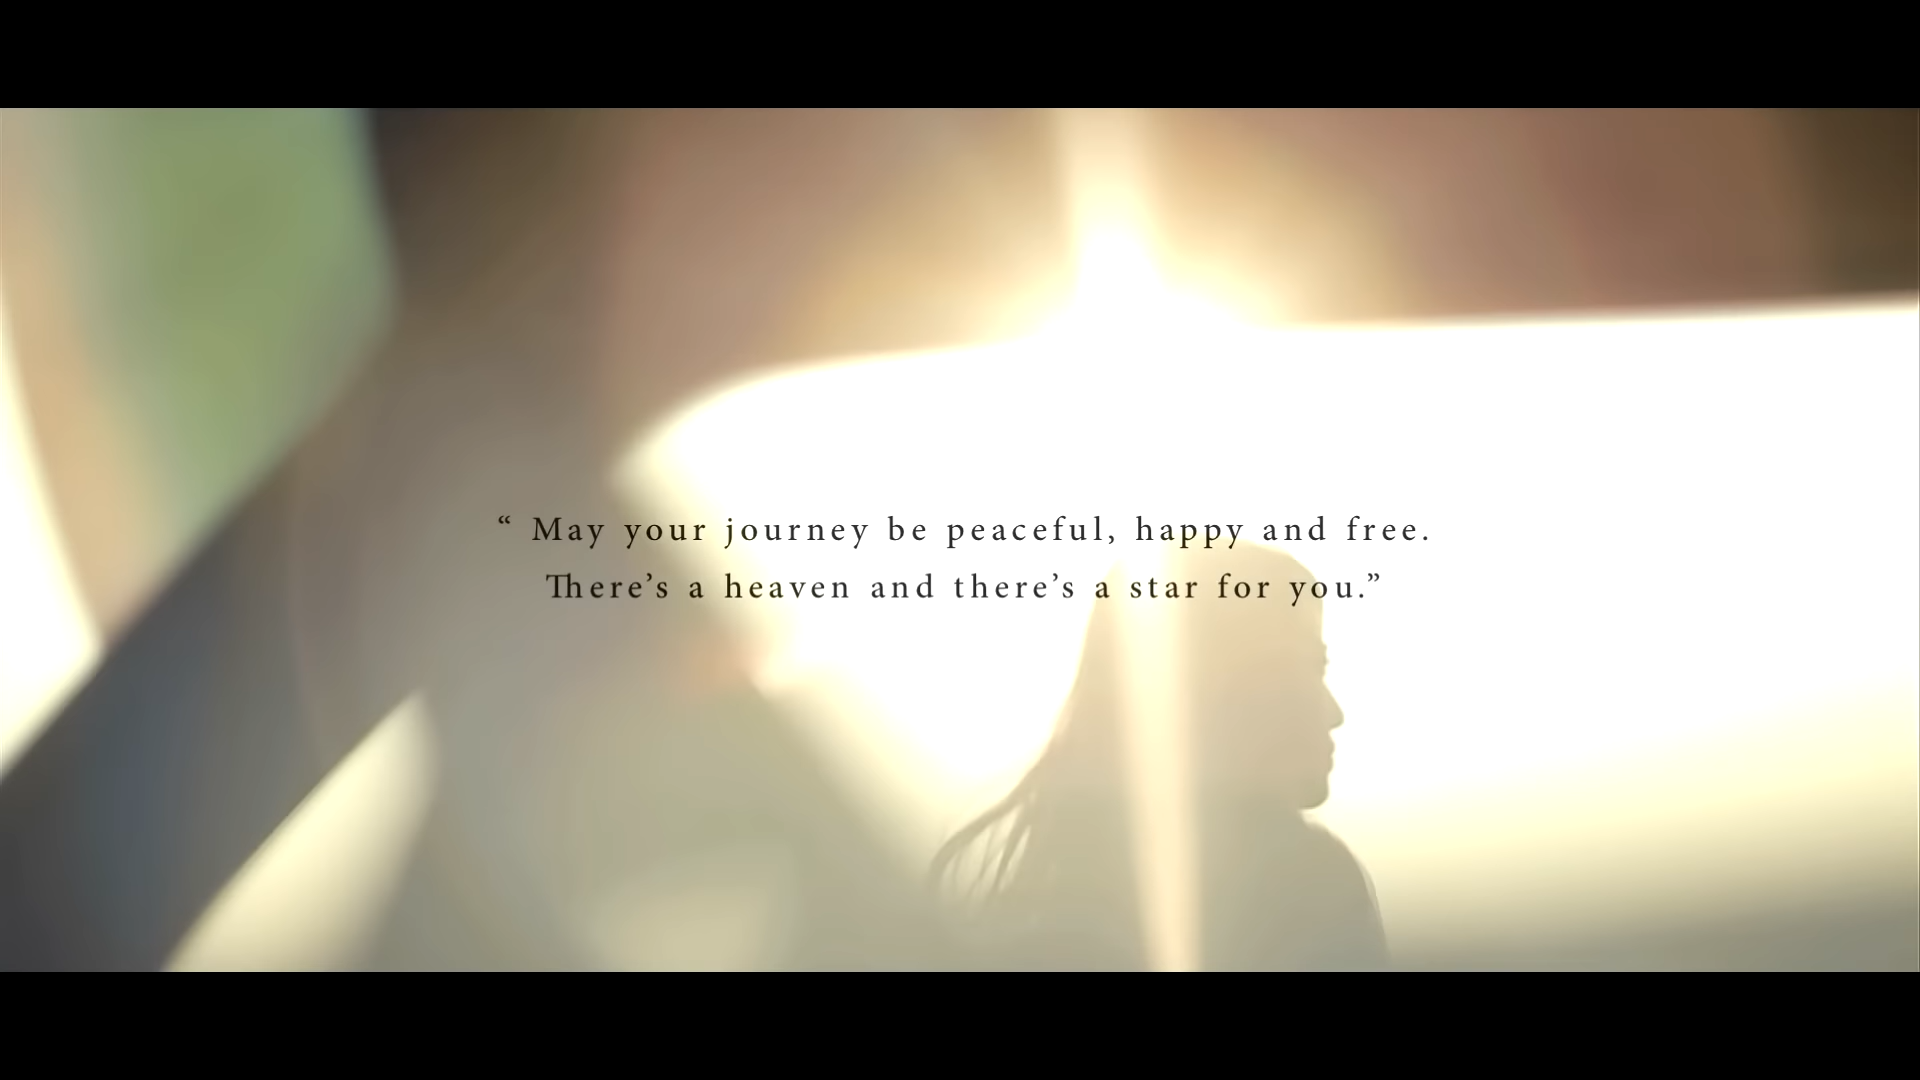 “ May your journey be peaceful, happy and free.
There’s a heaven and there’s a star for you.”